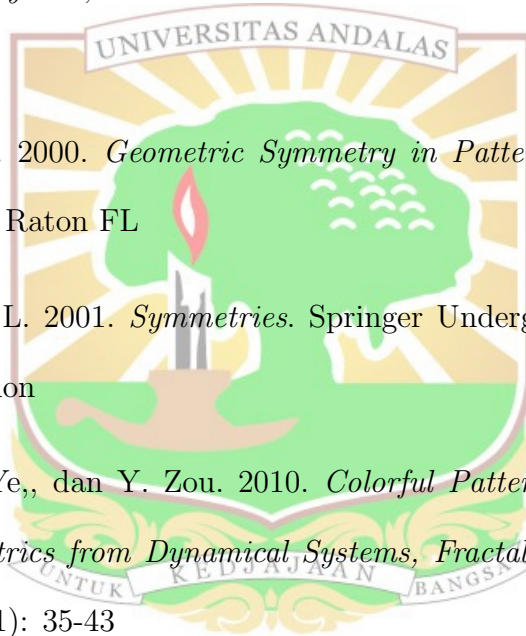 UNIVERSITAS ANDALAS
. 2000. Geometric Symmetry in Patte
Raton FL
L. 2001. Symmetries. Springer Underg
on
Ye,, dan Y. Zou. 2010. Colorful Patter
trics from Dynamical Systems, Fractal
UNTUK KEDJAJAAN BANGSA
1): 35-43